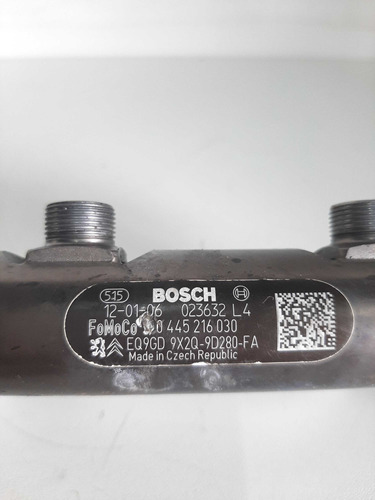 515 BOSCH
12-01-06 023632 L4
FoMoCo 0 445 216 030
EQ9GD 9X2Q-9D280-FA
Made in Czech Republic